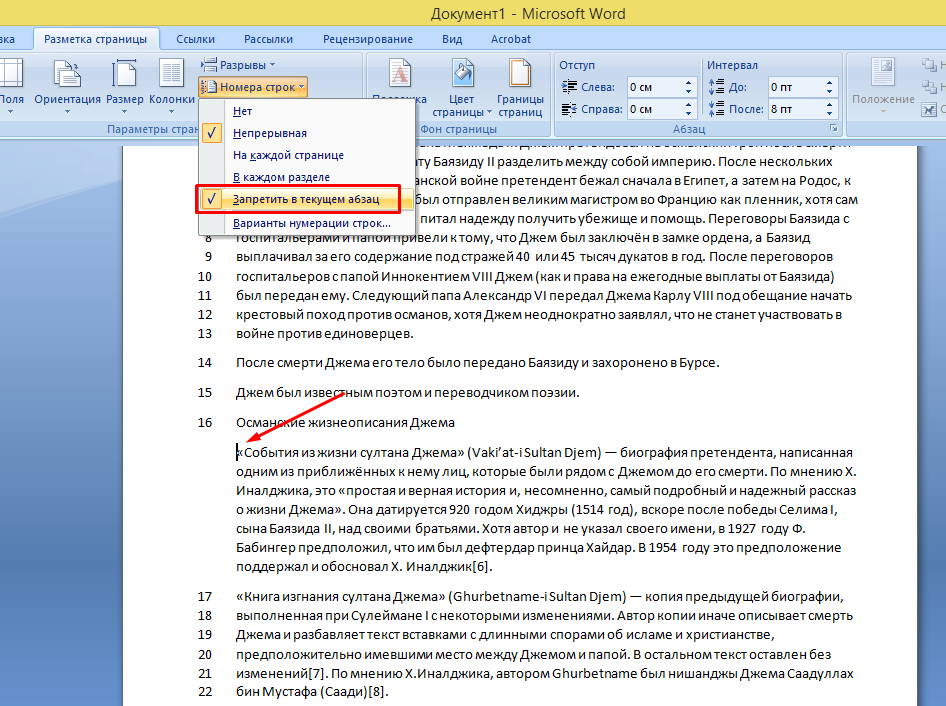 Документ1 - Microsoft Word
вка Разметка страницы Ссылки Рассылки Рецензирование Вид Acrobat
Поля
Ориентация
Размер
Колонки
Разрывы
Номера строк
Параметры стран
Цвет страницы
Границы страниц
Фон страницы
Отступ
Слева: 0 см
Справа: 0 см
Интервал
До: 0 пт
После: 8 пт
Абзац
Положение
Нет
Непрерывная
На каждой странице
В каждом разделе
Запретить в текущем абзац
Варианты нумерации строк...
ту Баязиду II разделить между собой империю. После нескольких
нской войне претендент бежал сначала в Египет, а затем на Родос, к
был отправлен великим магистром во Францию как пленник, хотя сам
питал надежду получить убежище и помощь. Переговоры Баязида с
8 госпитальерами и папой привели к тому, что Джем был заключён в замке ордена, а Баязид
9 выплачивал за его содержание под стражей 40 или 45 тысяч дукатов в год. После переговоров
10 госпитальеров с папой Иннокентием VIII Джем (как и права на ежегодные выплаты от Баязида)
11 был передан ему. Следующий папа Александр VI передал Джема Карлу VIII под обещание начать
12 крестовый поход против османов, хотя Джем неоднократно заявлял, что не станет участвовать в
13 войне против единоверцев.
14 После смерти Джема его тело было передано Баязиду и захоронено в Бурсе.
15 Джем был известным поэтом и переводчиком поэзии.
16 Османские жизнеописания Джема
«События из жизни султана Джема» (Vaki’at-i Sultan Djem) — биография претендента, написанная
одним из приближённых к нему лиц, которые были рядом с Джемом до его смерти. По мнению Х.
Иналджика, это «простая и верная история и, несомненно, самый подробный и надежный рассказ
о жизни Джема». Она датируется 920 годом Хиджры (1514 год), вскоре после победы Селима I,
сына Баязида II, над своими братьями. Хотя автор и не указал своего имени, в 1927 году Ф.
Бабингер предположил, что им был дефтердар принца Хайдар. В 1954 году это предположение
поддержал и обосновал Х. Иналджик[6].
17 «Книга изгнания султана Джема» (Ghurbetname-i Sultan Djem) — копия предыдущей биографии,
18 выполненная при Сулеймане I с некоторыми изменениями. Автор копии иначе описывает смерть
19 Джема и разбавляет текст вставками с длинными спорами об исламе и христианстве,
20 предположительно имевшими место между Джемом и папой. В остальном текст оставлен без
21 изменений[7]. По мнению Х.Иналджика, автором Ghurbetname был нишанджы Джема Саадуллах
22 бин Мустафа (Саади)[8].